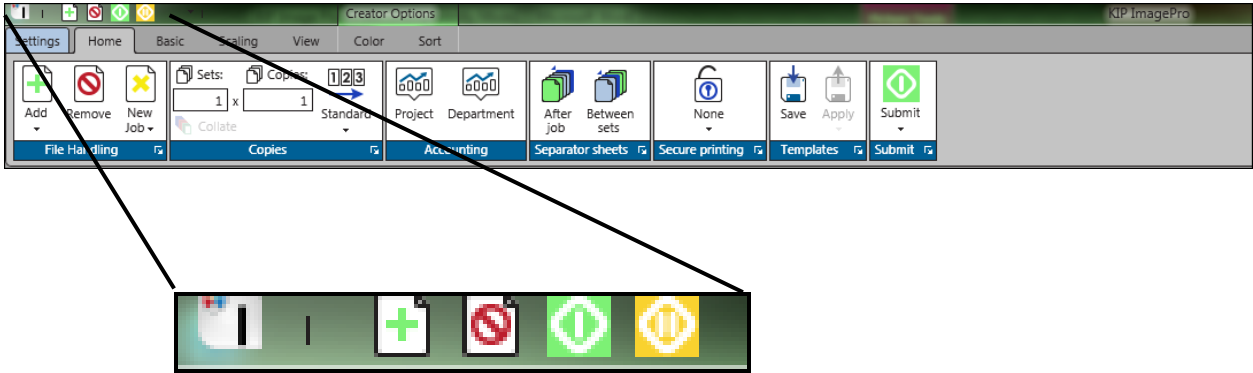 Creator Options KIP ImagePro
Settings Home Basic Scaling View Color Sort
Sets: Copies: 123
1 x 1
Add Remove New Job Collate Standard Project Department After job Between sets None Save Apply Submit
File Handling Copies Accounting Separator sheets Secure printing Templates Submit